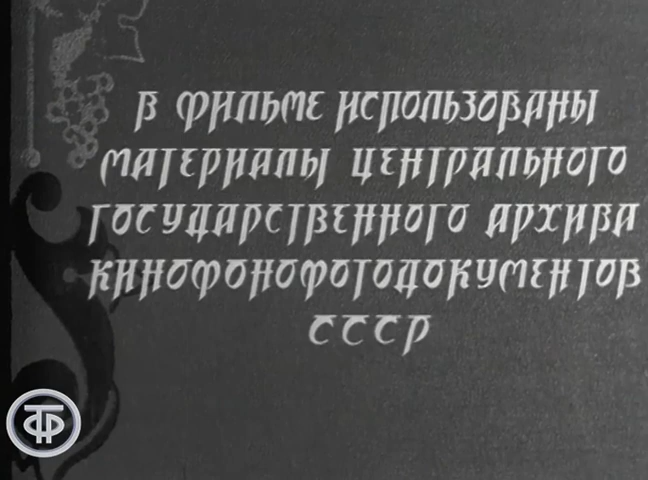 В ФИЛЬМЕ ИСПОЛЬЗОВАНЫ
МАТЕРИАЛЫ ЦЕНТРАЛЬНОГО
ГОСУДАРСТВЕННОГО АРХИВА
КИНОФОНОФОТОДОКУМЕНТОВ
СССР